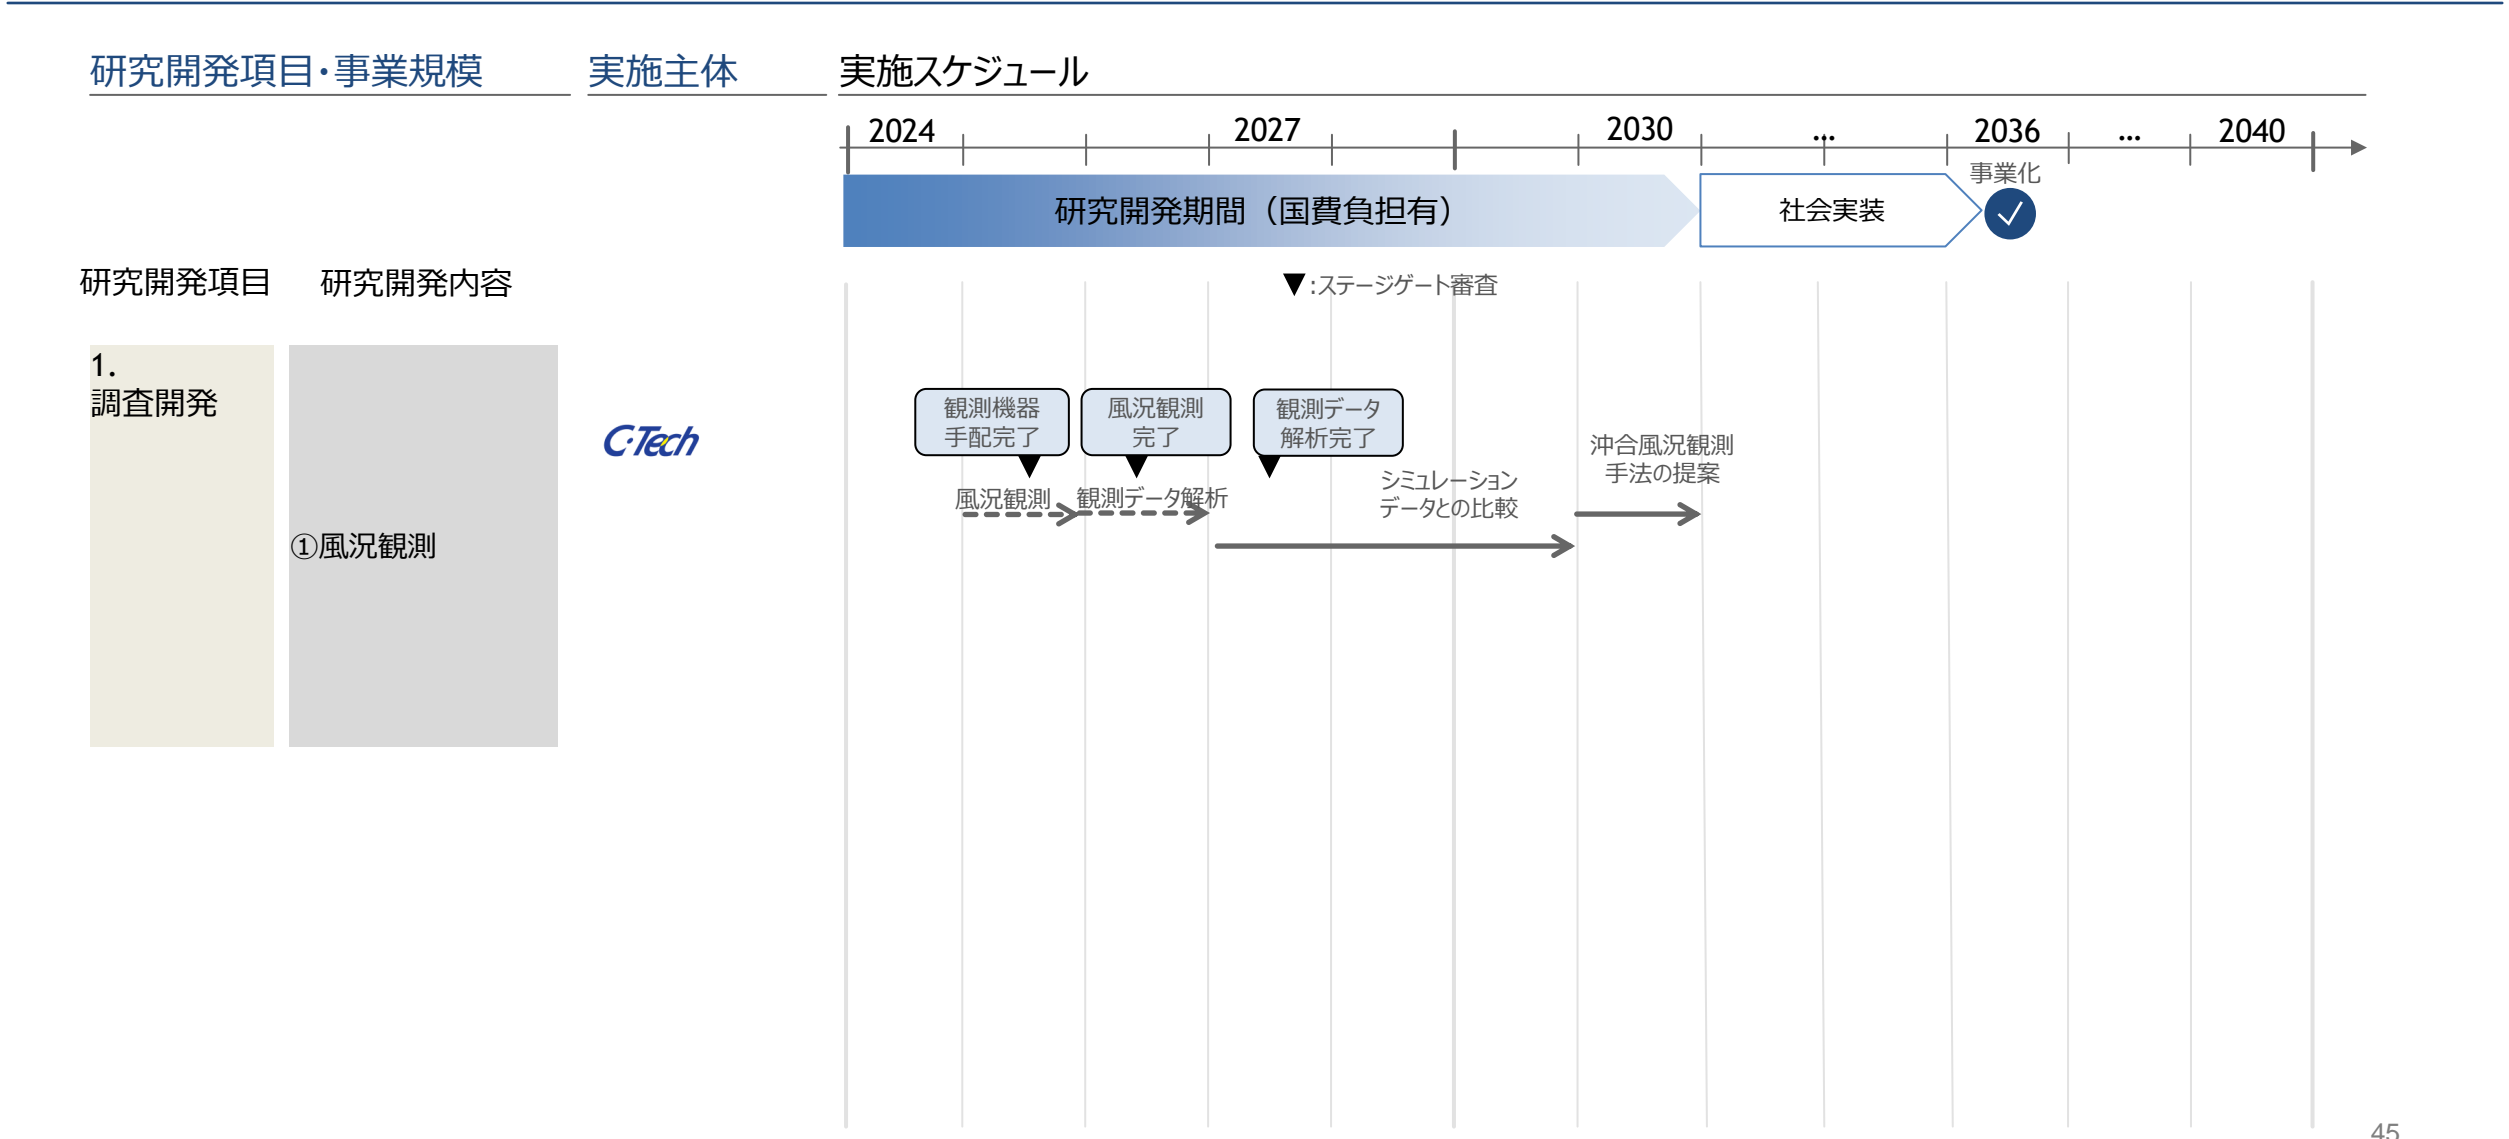 研究開発項目・事業規模
実施主体
実施スケジュール
2024
2027
2030
…
2036
…
2040
事業化
研究開発期間（国費負担有）
社会実装
研究開発項目
研究開発内容
▼:ステージゲート審査
1.
調査開発
①風況観測
C-Tech
観測機器
手配完了
風況観測
完了
観測データ
解析完了
風況観測
観測データ解析
シミュレーション
データとの比較
沖合風況観測
手法の提案
45